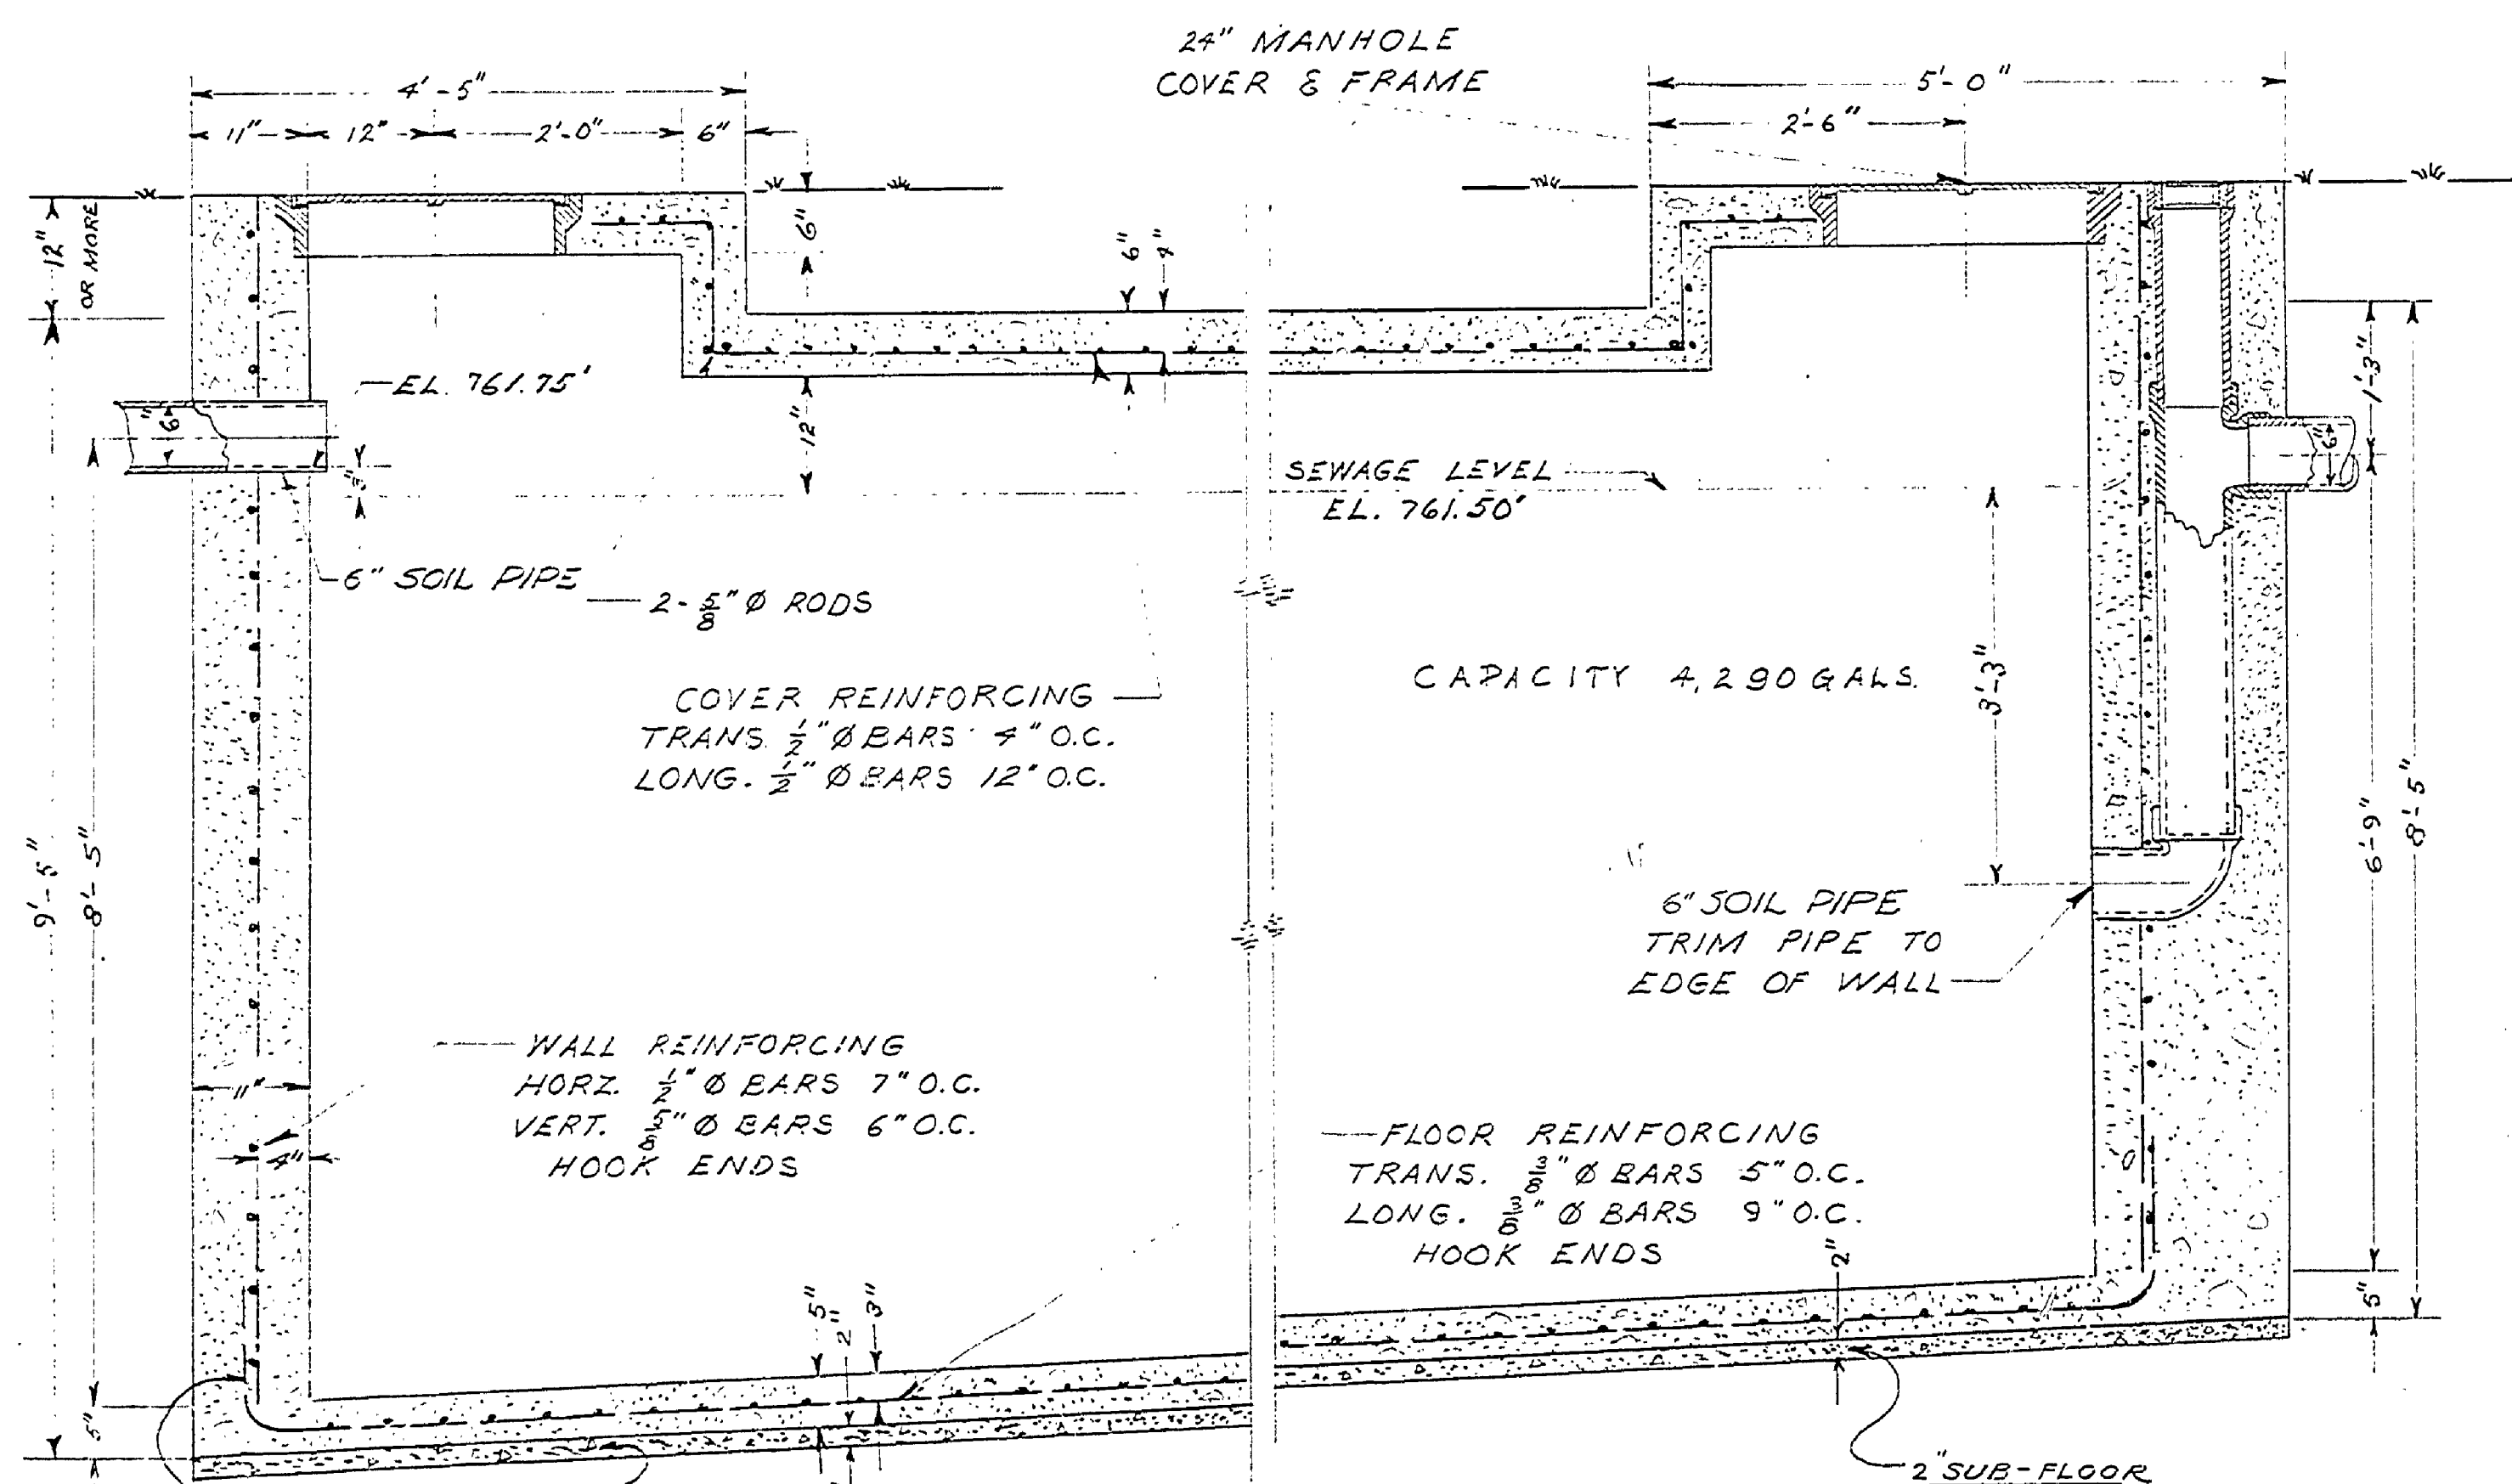 24" MANHOLE
COVER & FRAME
4'-5"
5'-0"
11"
12"
2'-0"
6"
2'-6"
12"
OR MORE
6"
6"
4"
1'-3"
EL. 761.75'
6"
12"
3"
SEWAGE LEVEL
EL. 761.50'
6"
6" SOIL PIPE
2-5/8" Ø RODS
CAPACITY 4,290 GALS.
3'-3"
COVER REINFORCING
TRANS. 1/2" Ø BARS 4" O.C.
LONG. 1/2" Ø BARS 12" O.C.
9'-5"
8'-5"
6'-9"
8'-5"
6" SOIL PIPE
TRIM PIPE TO
EDGE OF WALL
WALL REINFORCING
HORZ. 1/2" Ø BARS 7" O.C.
VERT. 5/8" Ø BARS 6" O.C.
HOOK ENDS
11"
4"
FLOOR REINFORCING
TRANS. 3/8" Ø BARS 5" O.C.
LONG. 3/8" Ø BARS 9" O.C.
HOOK ENDS
2"
5"
2"
3"
5"
5"
2" SUB-FLOOR